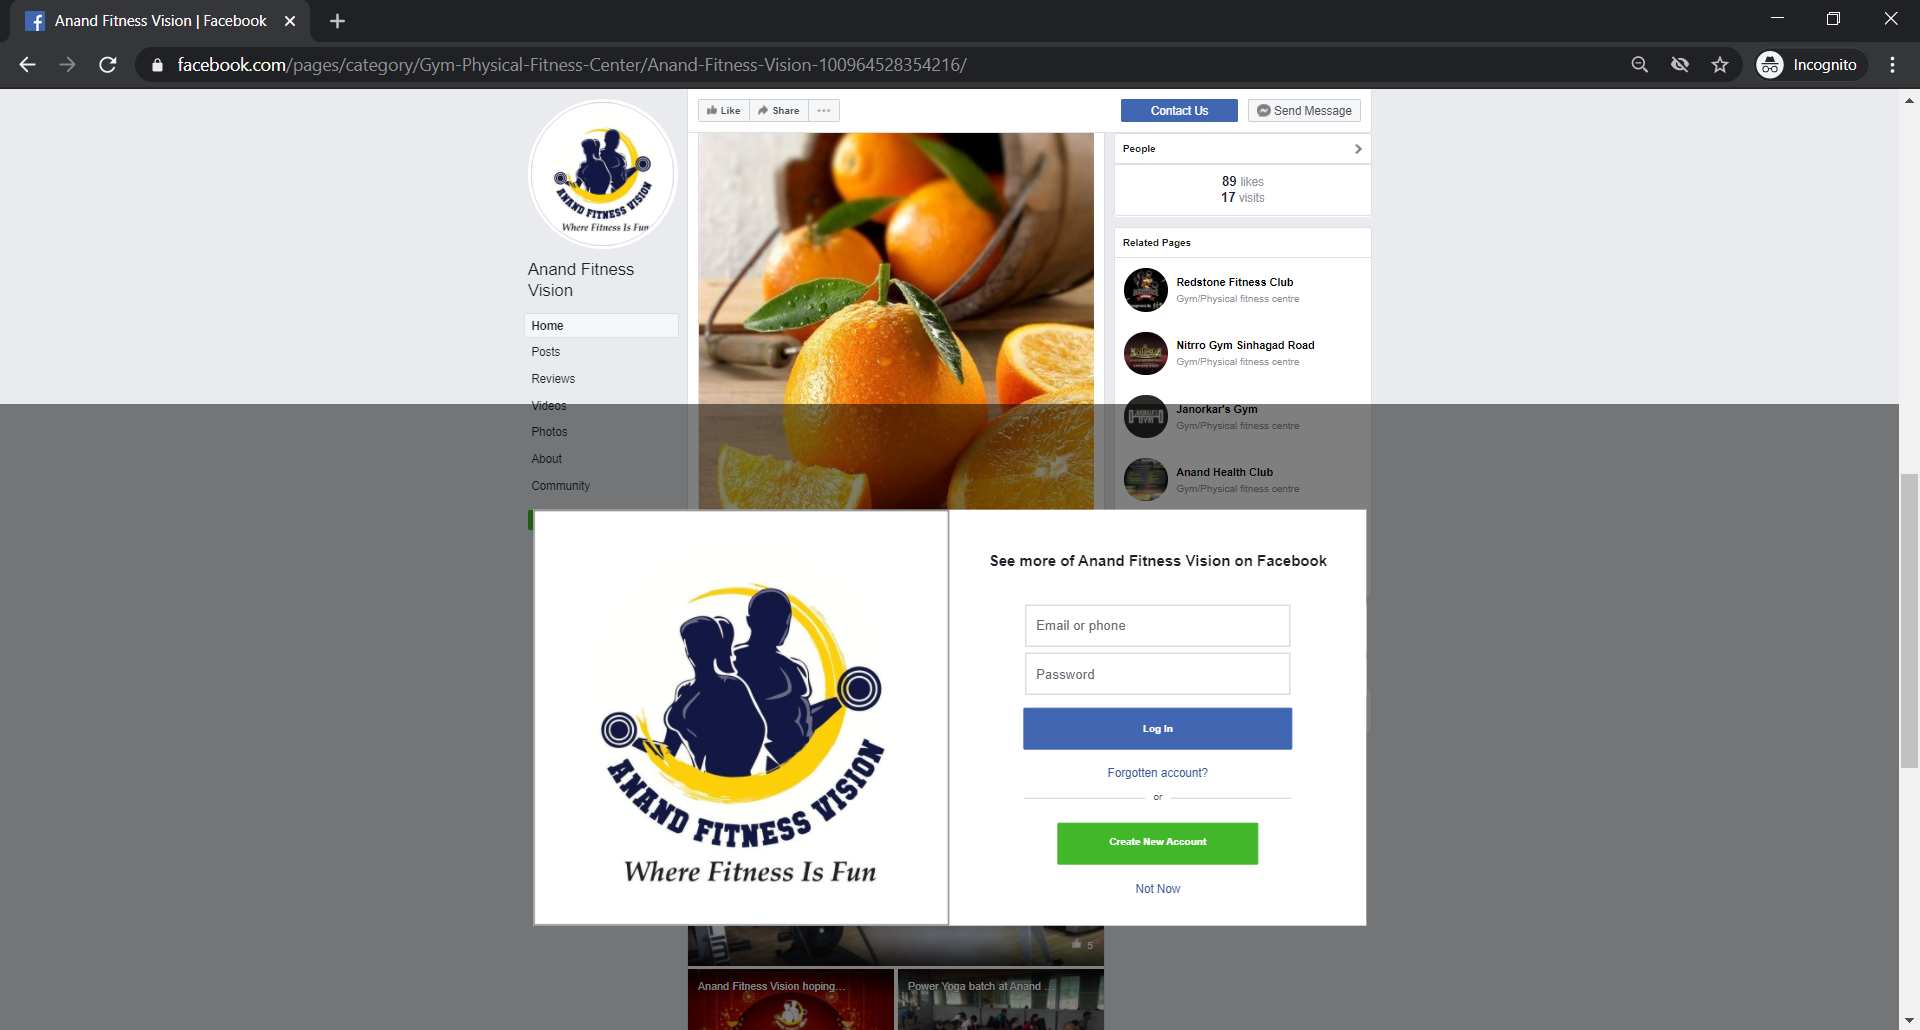 Anand Fitness Vision | Facebook
facebook.com/pages/category/Gym-Physical-Fitness-Center/Anand-Fitness-Vision-100964528354216/
Incognito
Like
Share
Contact Us
Send Message
ANAND FITNESS VISION
Where Fitness Is Fun
Anand Fitness
Vision
Home
Posts
Reviews
Videos
Photos
About
Community
People
89 likes
17 visits
Related Pages
Redstone Fitness Club
Gym/Physical fitness centre
Nitrro Gym Sinhagad Road
Gym/Physical fitness centre
Janorkar's Gym
Gym/Physical fitness centre
Anand Health Club
Gym/Physical fitness centre
ANAND FITNESS VISION
Where Fitness Is Fun
See more of Anand Fitness Vision on Facebook
Email or phone
Password
Log In
Forgotten account?
or
Create New Account
Not Now
5
Anand Fitness Vision hoping...
Power Yoga batch at Anand ...